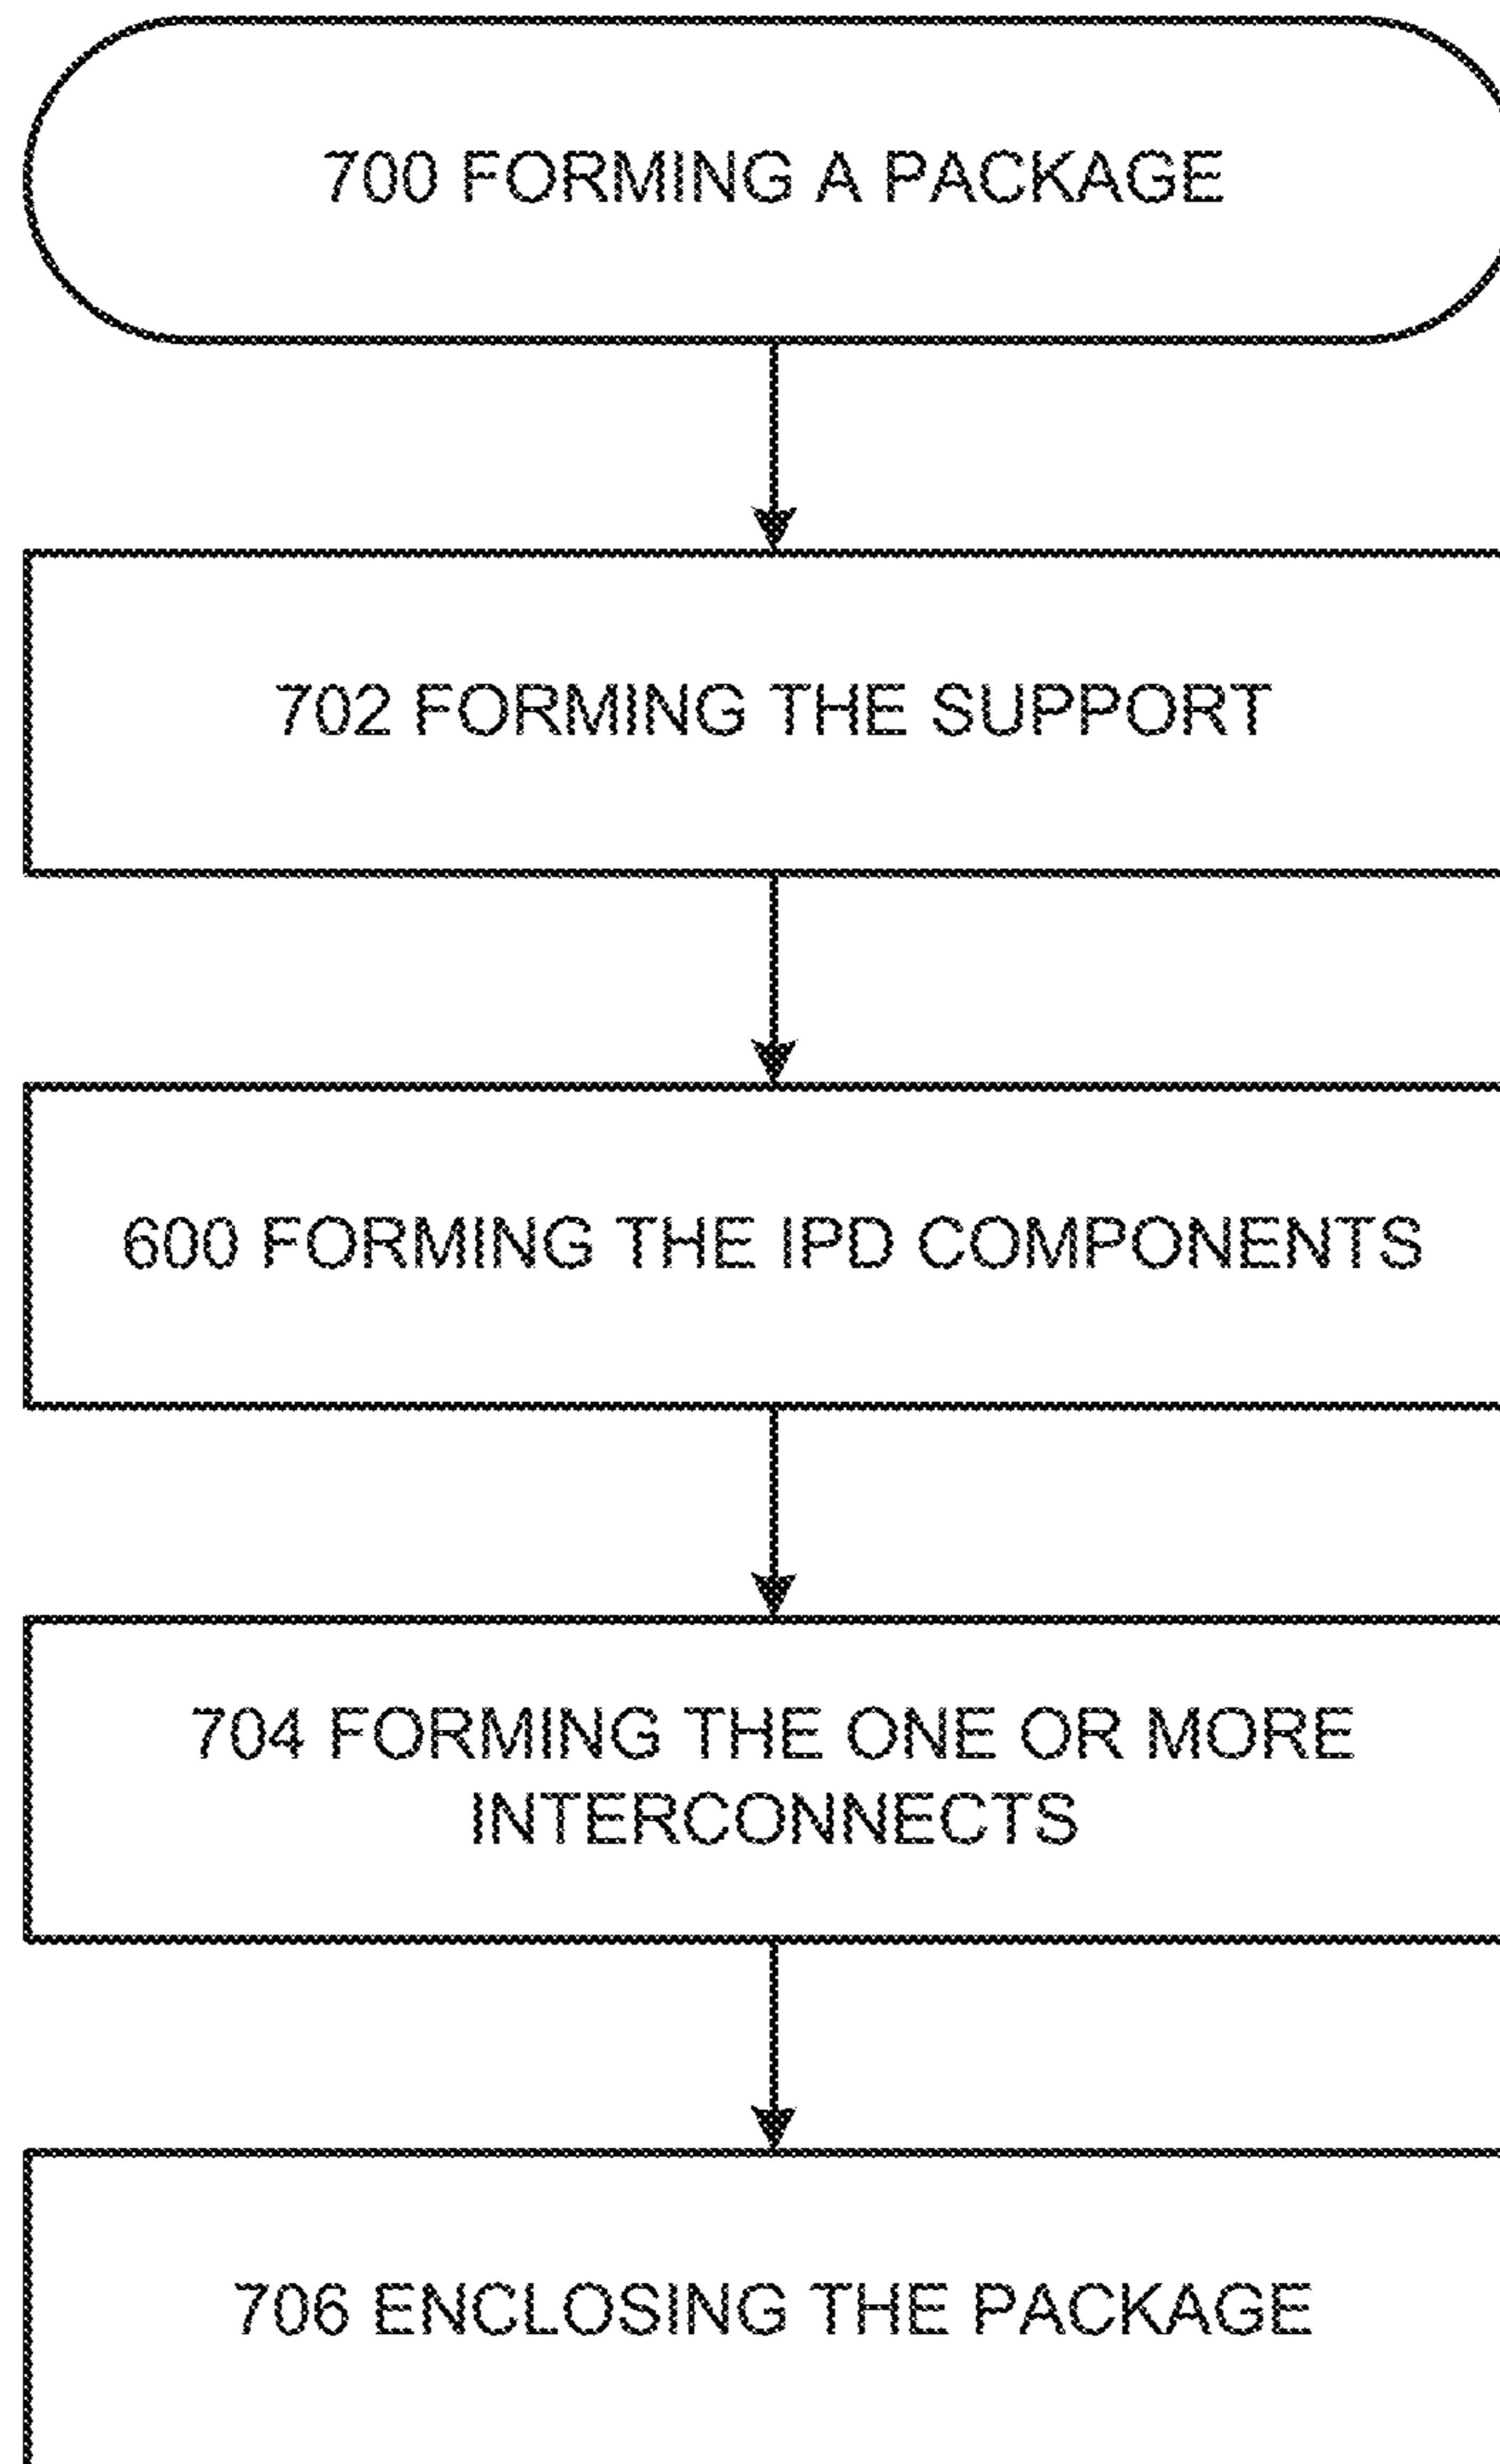 700 FORMING A PACKAGE
702 FORMING THE SUPPORT
600 FORMING THE IPD COMPONENTS
704 FORMING THE ONE OR MORE
INTERCONNECTS
706 ENCLOSING THE PACKAGE